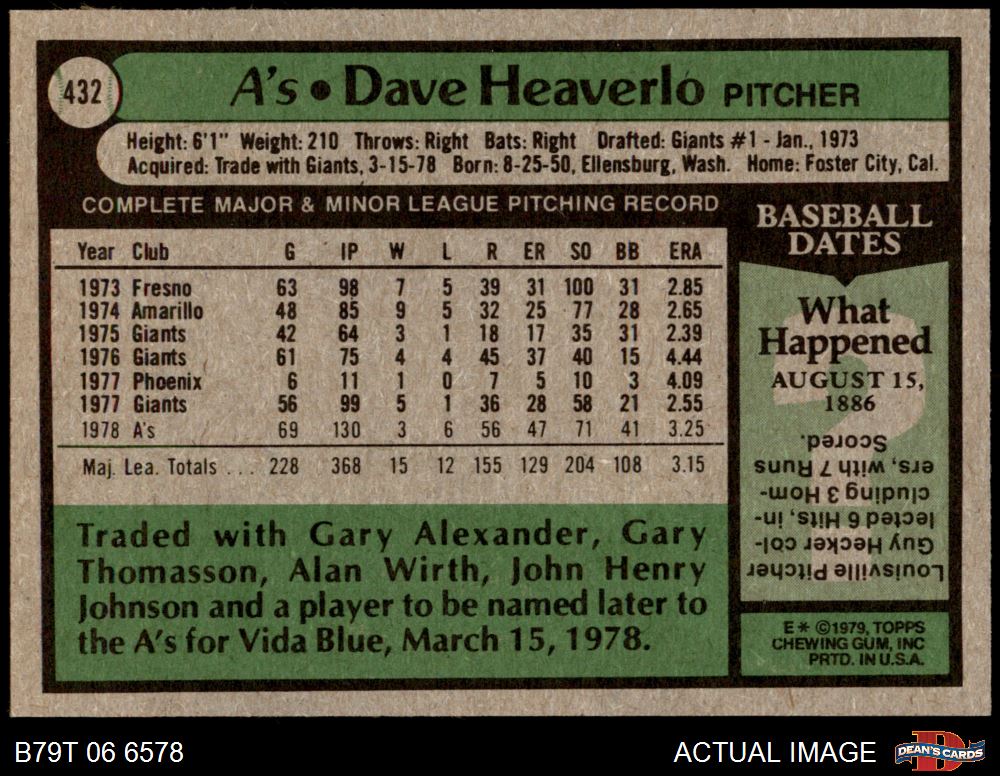 432
A's • Dave Heaverlo PITCHER
Height: 6'1" Weight: 210 Throws: Right Bats: Right Drafted: Giants #1 - Jan., 1973
Acquired: Trade with Giants, 3-15-78 Born: 8-25-50, Ellensburg, Wash. Home: Foster City, Cal.
COMPLETE MAJOR & MINOR LEAGUE PITCHING RECORD
Year Club G IP W L R ER SO BB ERA
1973 Fresno 63 98 7 5 39 31 100 31 2.85
1974 Amarillo 48 85 9 5 32 25 77 28 2.65
1975 Giants 42 64 3 1 18 17 35 31 2.39
1976 Giants 61 75 4 4 45 37 40 15 4.44
1977 Phoenix 6 11 1 0 7 5 10 3 4.09
1977 Giants 56 99 5 1 36 28 58 21 2.55
1978 A's 69 130 3 6 56 47 71 41 3.25
Maj. Lea. Totals . . . 228 368 15 12 155 129 204 108 3.15
Traded with Gary Alexander, Gary
Thomasson, Alan Wirth, John Henry
Johnson and a player to be named later to
the A's for Vida Blue, March 15, 1978.
BASEBALL
DATES
What
Happened
AUGUST 15,
1886
Louisville Pitcher
Guy Hecker col-
lected 6 Hits, in-
cluding 3 Hom-
ers, with 7 Runs
Scored.
E* ©1979, TOPPS
CHEWING GUM, INC
PRTD. IN U.S.A.
B79T 06 6578
ACTUAL IMAGE
DEAN'S CARDS